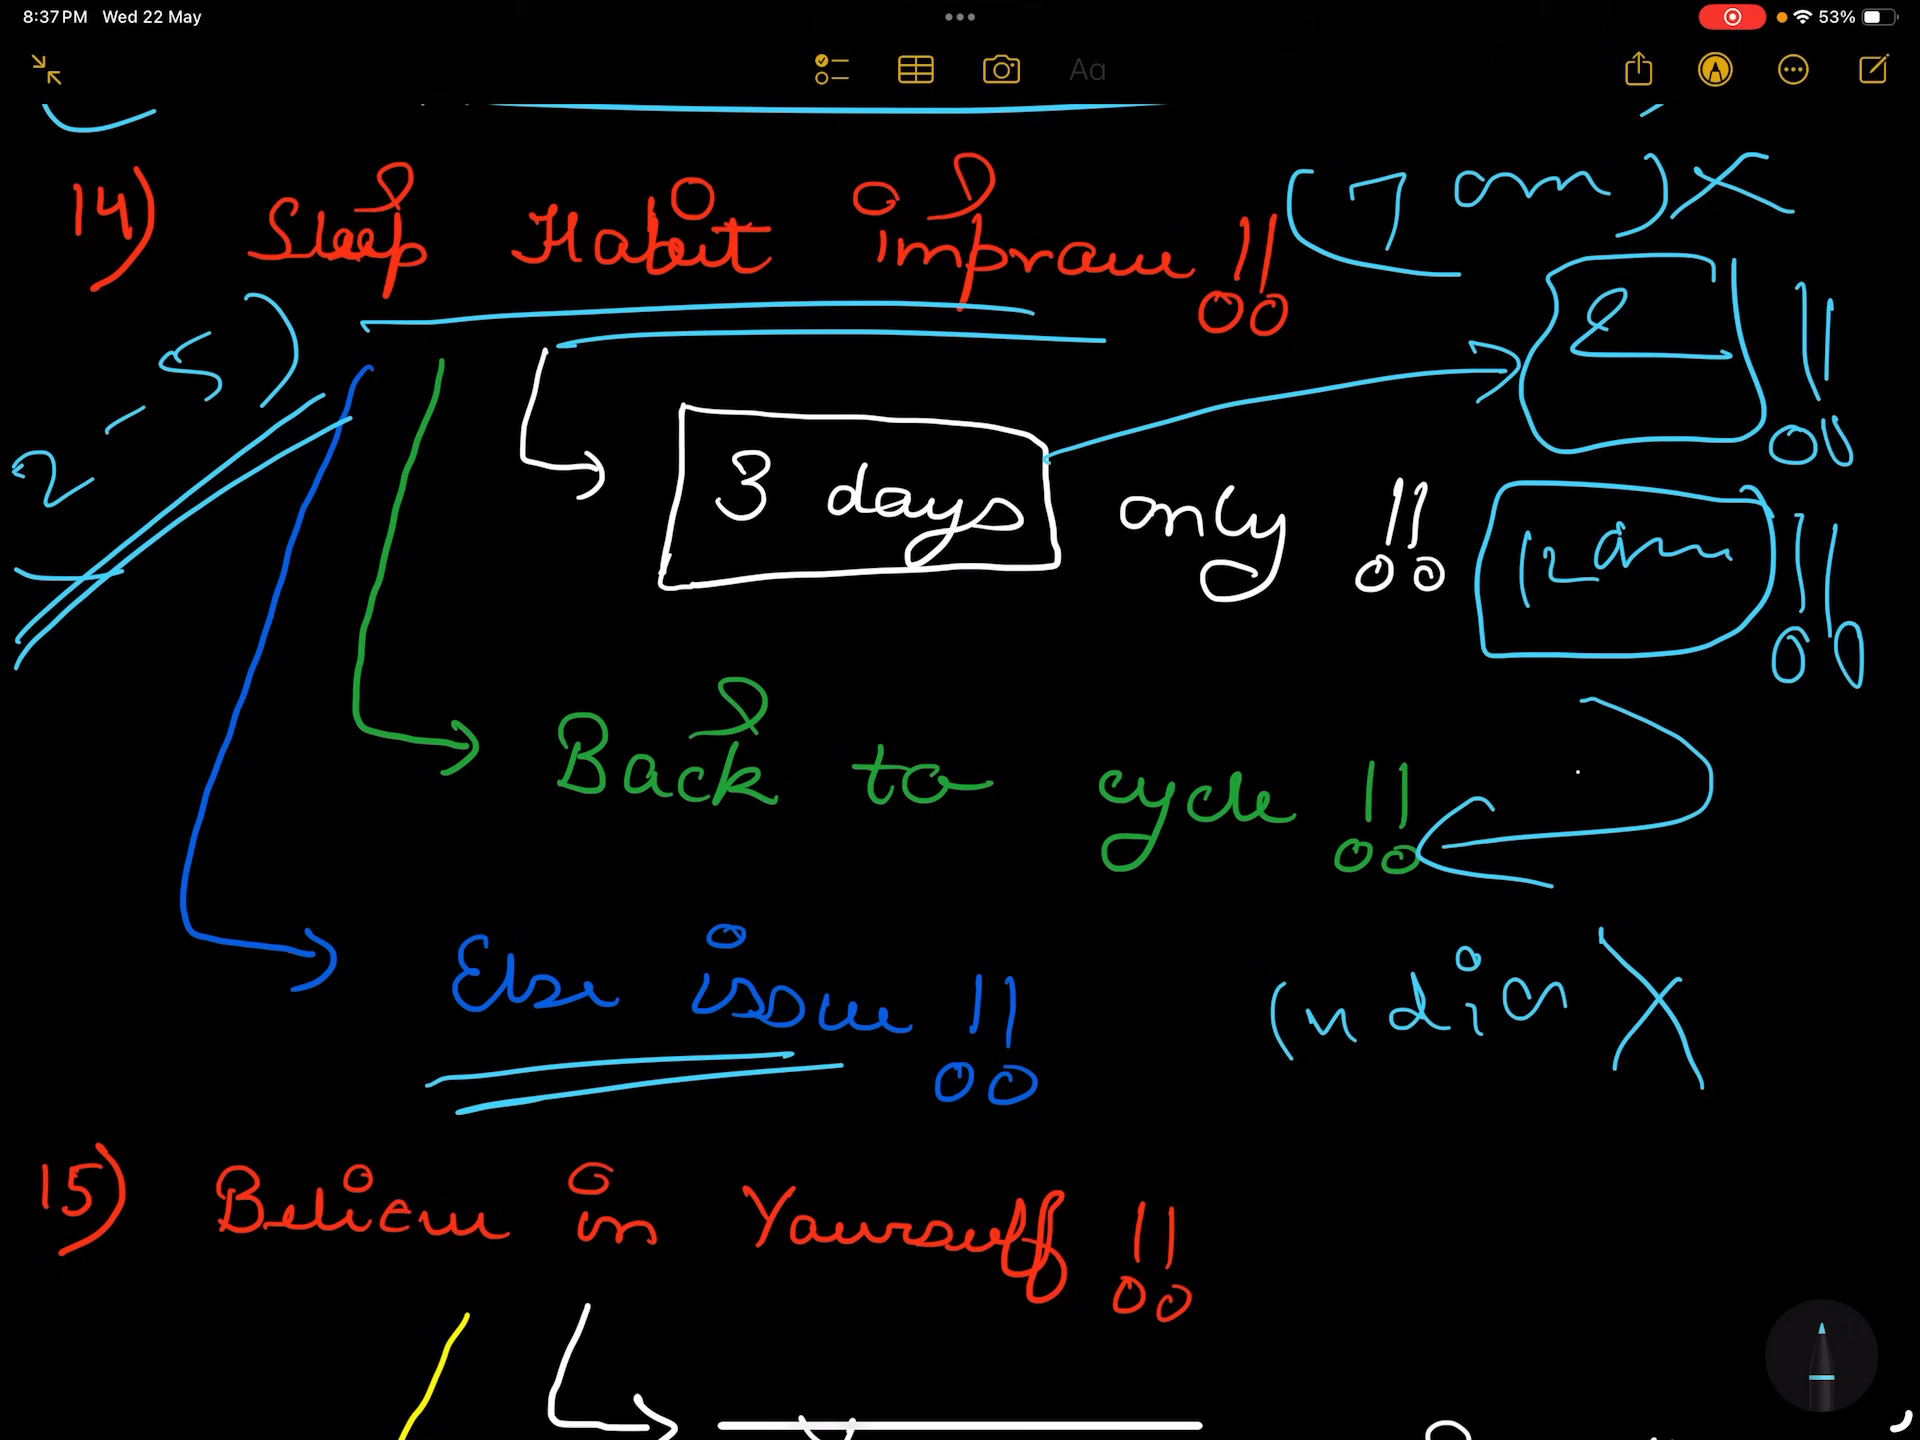 8:37 PM Wed 22 May
53%
Aa
14) Sleep Habit improve !! (7 am) X
2 - 5)
2 !!
3 days only !!
12 am !!
Back to cycle !!
Else issue !!
indian X
15) Believe in Yourself !!